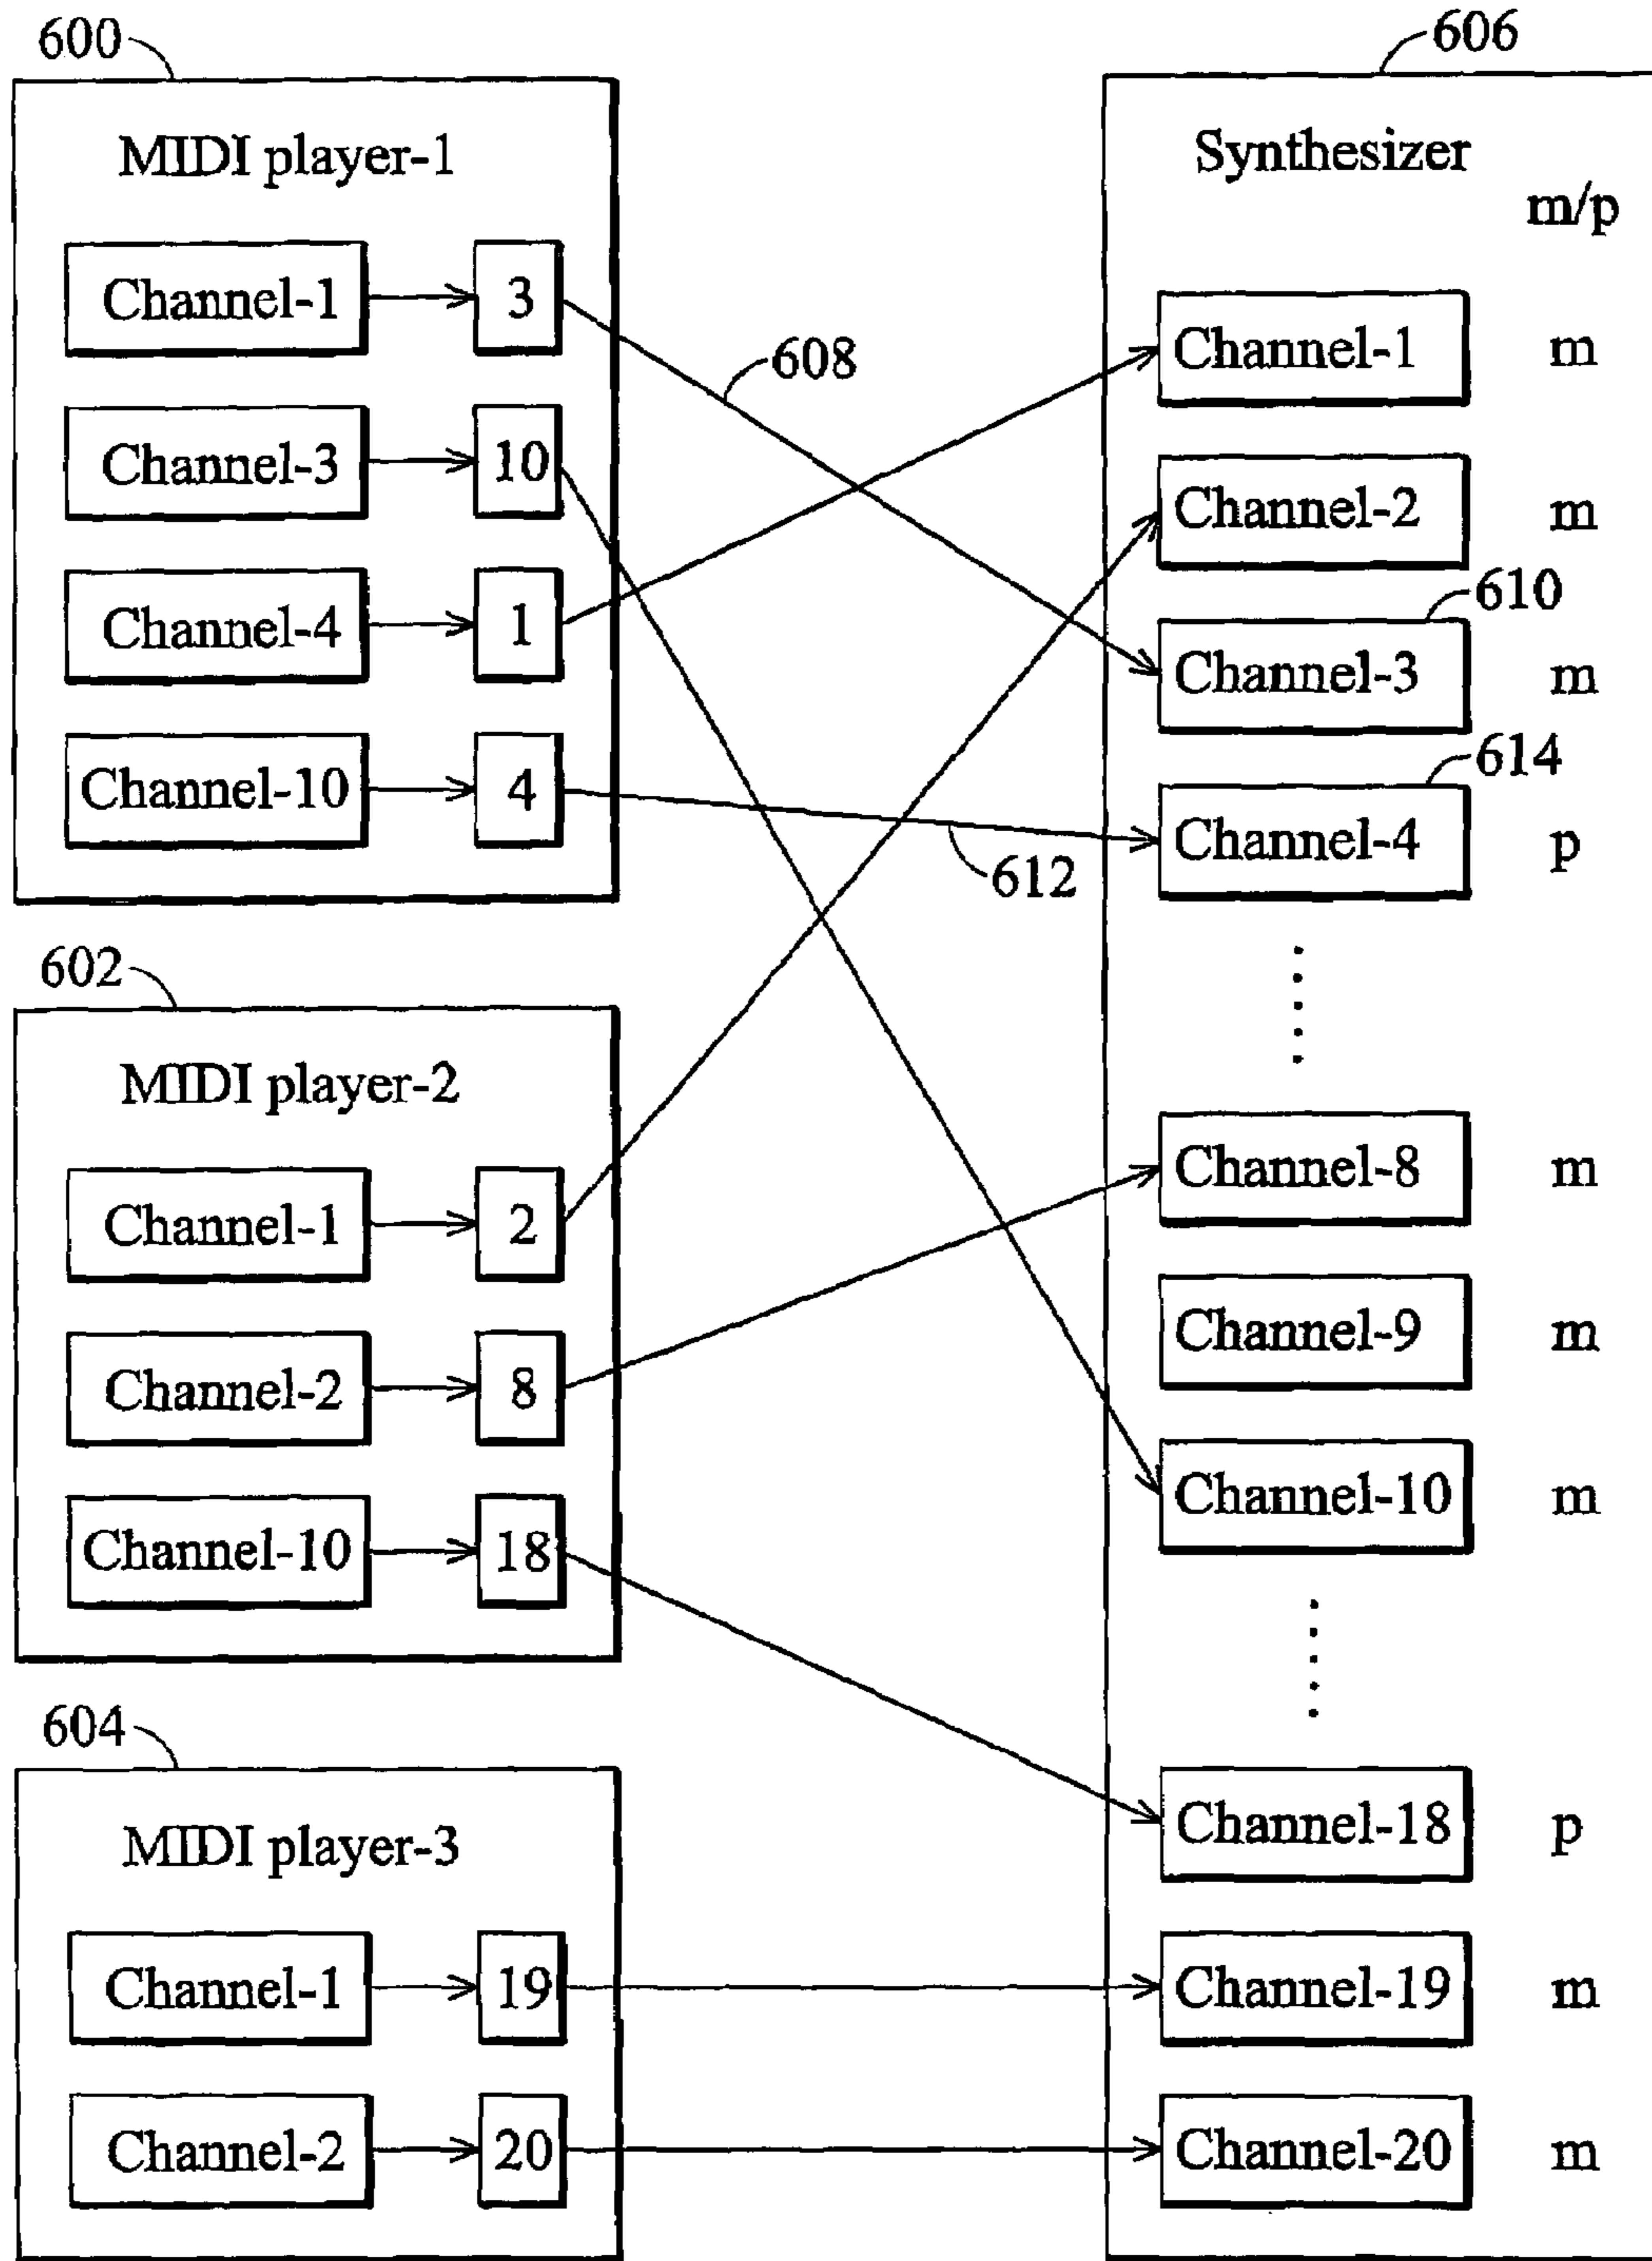 600
MIDI player-1
Channel-1 3
Channel-3 10
Channel-4 1
Channel-10 4
602
MIDI player-2
Channel-1 2
Channel-2 8
Channel-10 18
604
MIDI player-3
Channel-1 19
Channel-2 20
608
612
606
Synthesizer
m/p
Channel-1 m
Channel-2 m
610
Channel-3 m
614
Channel-4 p
Channel-8 m
Channel-9 m
Channel-10 m
Channel-18 p
Channel-19 m
Channel-20 m